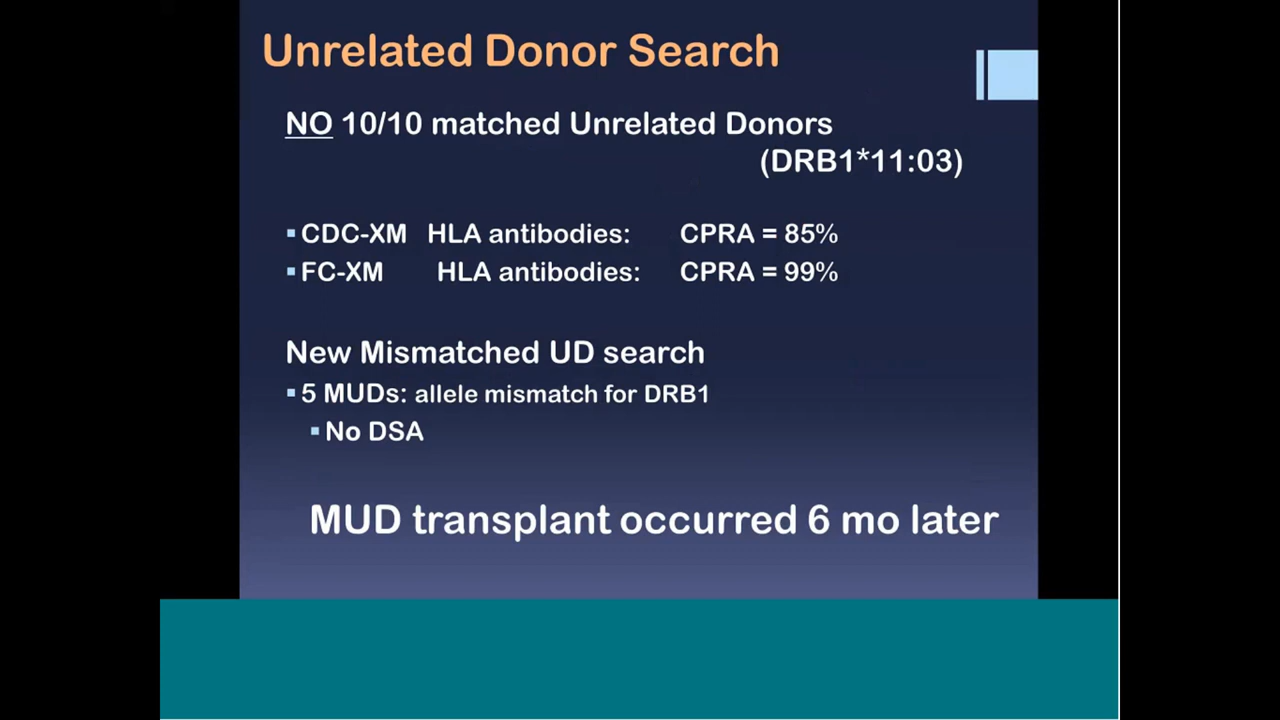 Unrelated Donor Search
NO 10/10 matched Unrelated Donors
(DRB1*11:03)
▪ CDC-XM HLA antibodies: CPRA = 85%
▪ FC-XM HLA antibodies: CPRA = 99%
New Mismatched UD search
▪ 5 MUDs: allele mismatch for DRB1
▪ No DSA
MUD transplant occurred 6 mo later